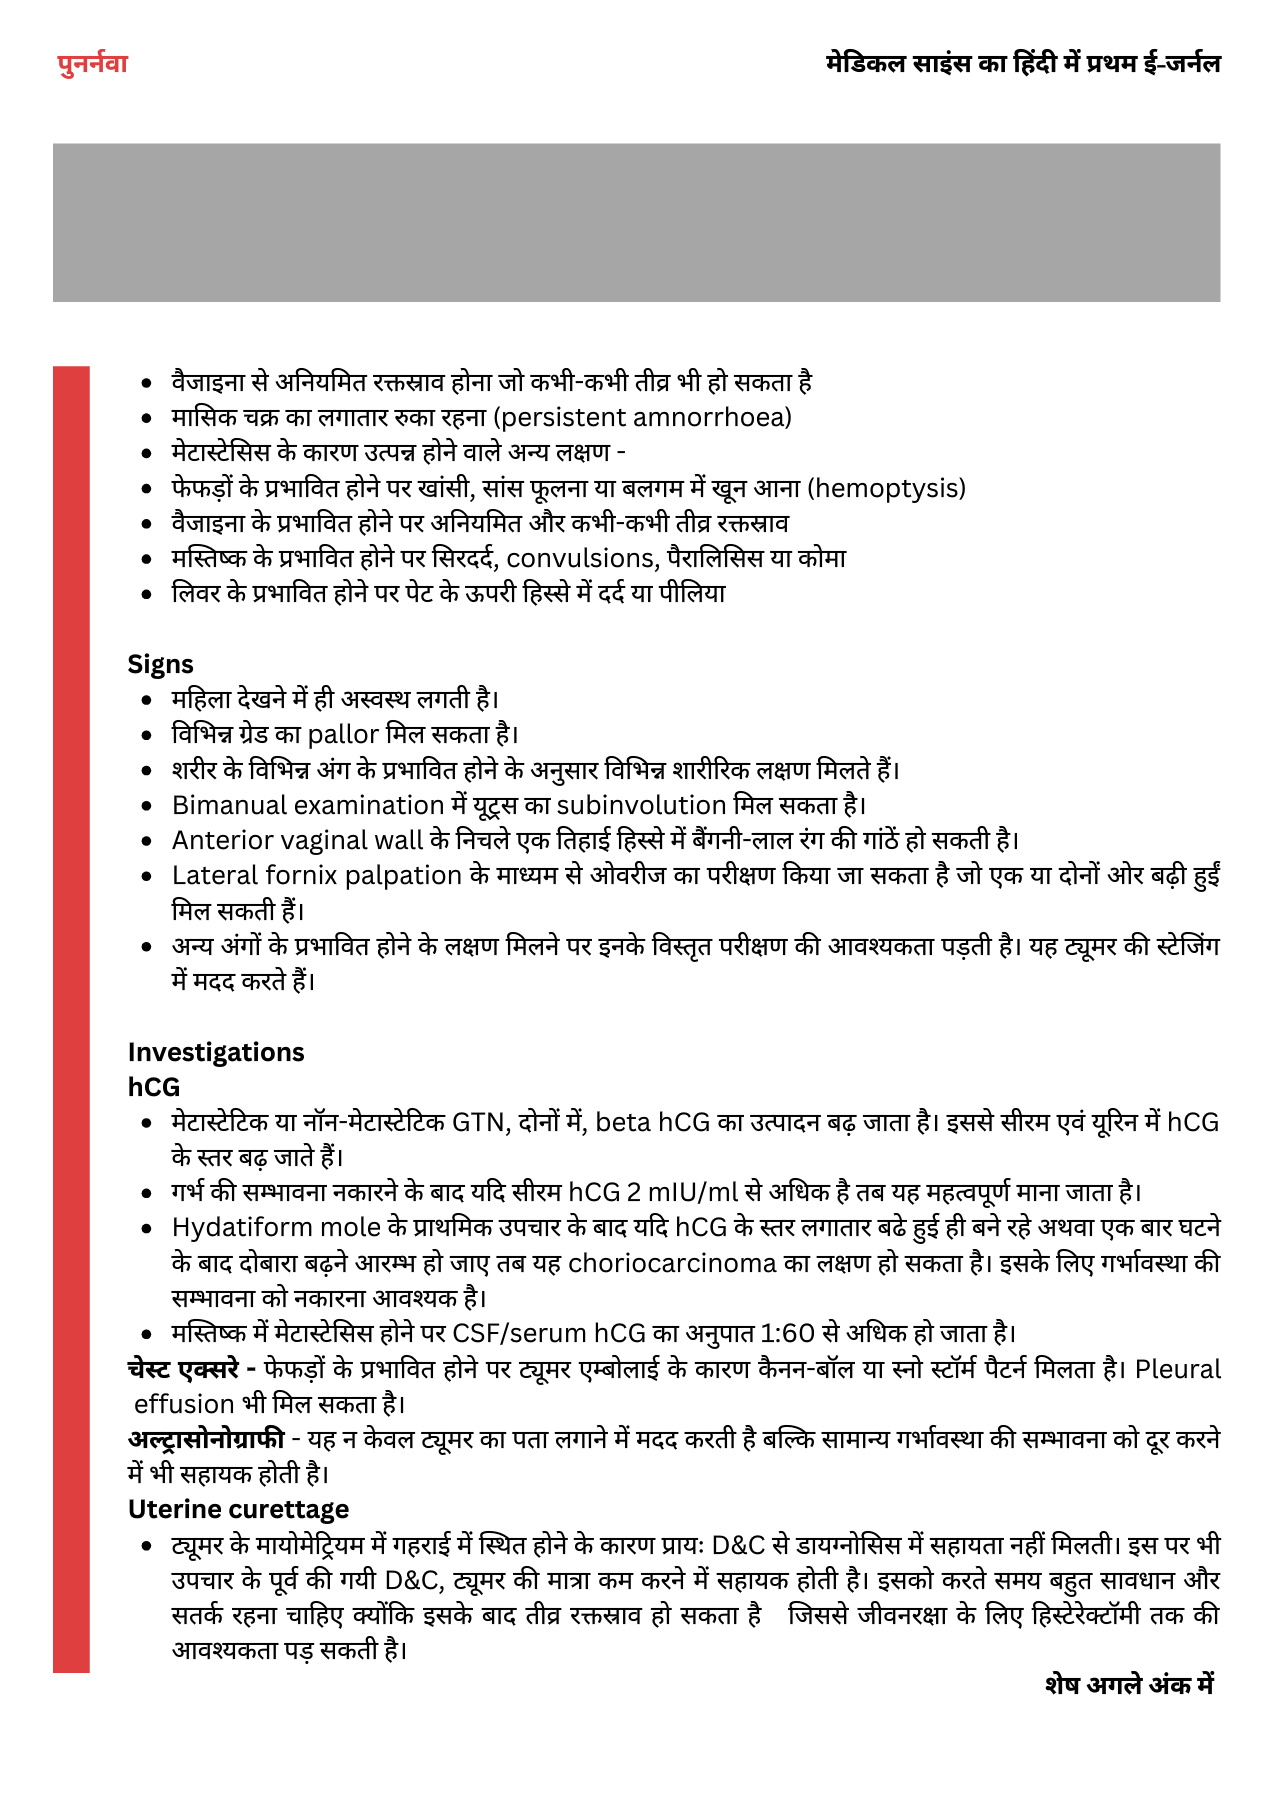 पुनर्नवा
मेडिकल साइंस का हिंदी में प्रथम ई-जर्नल
• वैजाइना से अनियमित रक्तस्राव होना जो कभी-कभी तीव्र भी हो सकता है
• मासिक चक्र का लगातार रुका रहना (persistent amnorrhoea)
• मेटास्टेसिस के कारण उत्पन्न होने वाले अन्य लक्षण -
• फेफड़ों के प्रभावित होने पर खांसी, सांस फूलना या बलगम में खून आना (hemoptysis)
• वैजाइना के प्रभावित होने पर अनियमित और कभी-कभी तीव्र रक्तस्राव
• मस्तिष्क के प्रभावित होने पर सिरदर्द, convulsions, पैरालिसिस या कोमा
• लिवर के प्रभावित होने पर पेट के ऊपरी हिस्से में दर्द या पीलिया
Signs
• महिला देखने में ही अस्वस्थ लगती है।
• विभिन्न ग्रेड का pallor मिल सकता है।
• शरीर के विभिन्न अंग के प्रभावित होने के अनुसार विभिन्न शारीरिक लक्षण मिलते हैं।
• Bimanual examination में यूट्रस का subinvolution मिल सकता है।
• Anterior vaginal wall के निचले एक तिहाई हिस्से में बैंगनी-लाल रंग की गांठें हो सकती है।
• Lateral fornix palpation के माध्यम से ओवरीज का परीक्षण किया जा सकता है जो एक या दोनों ओर बढ़ी हुईं
मिल सकती हैं।
• अन्य अंगों के प्रभावित होने के लक्षण मिलने पर इनके विस्तृत परीक्षण की आवश्यकता पड़ती है। यह ट्यूमर की स्टेजिंग
में मदद करते हैं।
Investigations
hCG
• मेटास्टेटिक या नॉन-मेटास्टेटिक GTN, दोनों में, beta hCG का उत्पादन बढ़ जाता है। इससे सीरम एवं यूरिन में hCG
के स्तर बढ़ जाते हैं।
• गर्भ की सम्भावना नकारने के बाद यदि सीरम hCG 2 mIU/ml से अधिक है तब यह महत्वपूर्ण माना जाता है।
• Hydatiform mole के प्राथमिक उपचार के बाद यदि hCG के स्तर लगातार बढे हुई ही बने रहे अथवा एक बार घटने
के बाद दोबारा बढ़ने आरम्भ हो जाए तब यह choriocarcinoma का लक्षण हो सकता है। इसके लिए गर्भावस्था की
सम्भावना को नकारना आवश्यक है।
• मस्तिष्क में मेटास्टेसिस होने पर CSF/serum hCG का अनुपात 1:60 से अधिक हो जाता है।
चेस्ट एक्सरे - फेफड़ों के प्रभावित होने पर ट्यूमर एम्बोलाई के कारण कैनन-बॉल या स्नो स्टॉर्म पैटर्न मिलता है। Pleural
effusion भी मिल सकता है।
अल्ट्रासोनोग्राफी - यह न केवल ट्यूमर का पता लगाने में मदद करती है बल्कि सामान्य गर्भावस्था की सम्भावना को दूर करने
में भी सहायक होती है।
Uterine curettage
• ट्यूमर के मायोमेट्रियम में गहराई में स्थित होने के कारण प्रायः D&C से डायग्नोसिस में सहायता नहीं मिलती। इस पर भी
उपचार के पूर्व की गयी D&C, ट्यूमर की मात्रा कम करने में सहायक होती है। इसको करते समय बहुत सावधान और
सतर्क रहना चाहिए क्योंकि इसके बाद तीव्र रक्तस्राव हो सकता है जिससे जीवनरक्षा के लिए हिस्टेरेक्टॉमी तक की
आवश्यकता पड़ सकती है।
शेष अगले अंक में